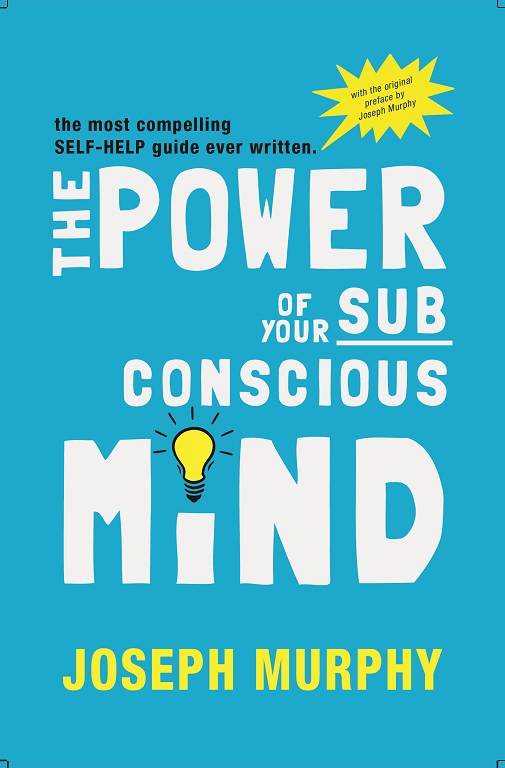 with the original
preface by
Joseph Murphy
the most compelling
SELF-HELP guide ever written.
THE POWER
OF YOUR SUB
CONSCIOUS
MiND
JOSEPH MURPHY